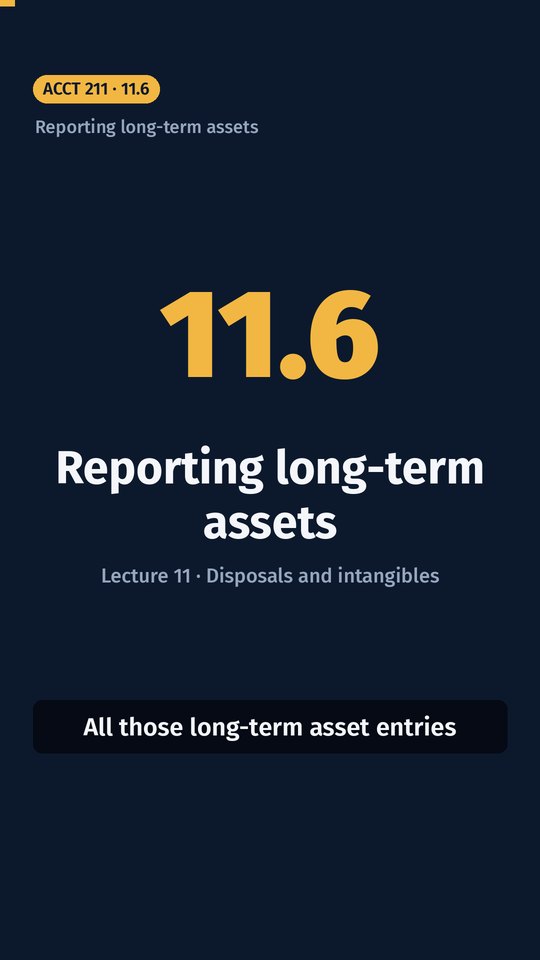 ACCT 211 · 11.6
Reporting long-term assets
11.6
Reporting long-term
assets
Lecture 11 · Disposals and intangibles
All those long-term asset entries